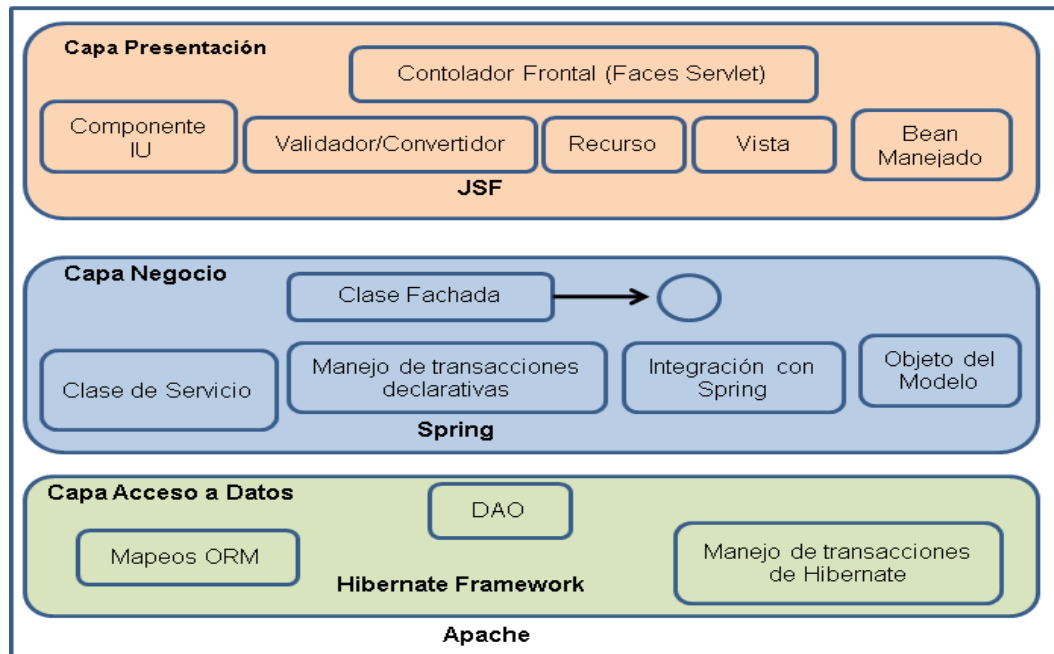 Capa Presentación
Contolador Frontal (Faces Servlet)
Componente
IU
Validador/Convertidor
Recurso
Vista
Bean
Manejado
JSF
Capa Negocio
Clase Fachada
Clase de Servicio
Manejo de transacciones
declarativas
Integración con
Spring
Objeto del
Modelo
Spring
Capa Acceso a Datos
DAO
Mapeos ORM
Manejo de transacciones
de Hibernate
Hibernate Framework
Apache